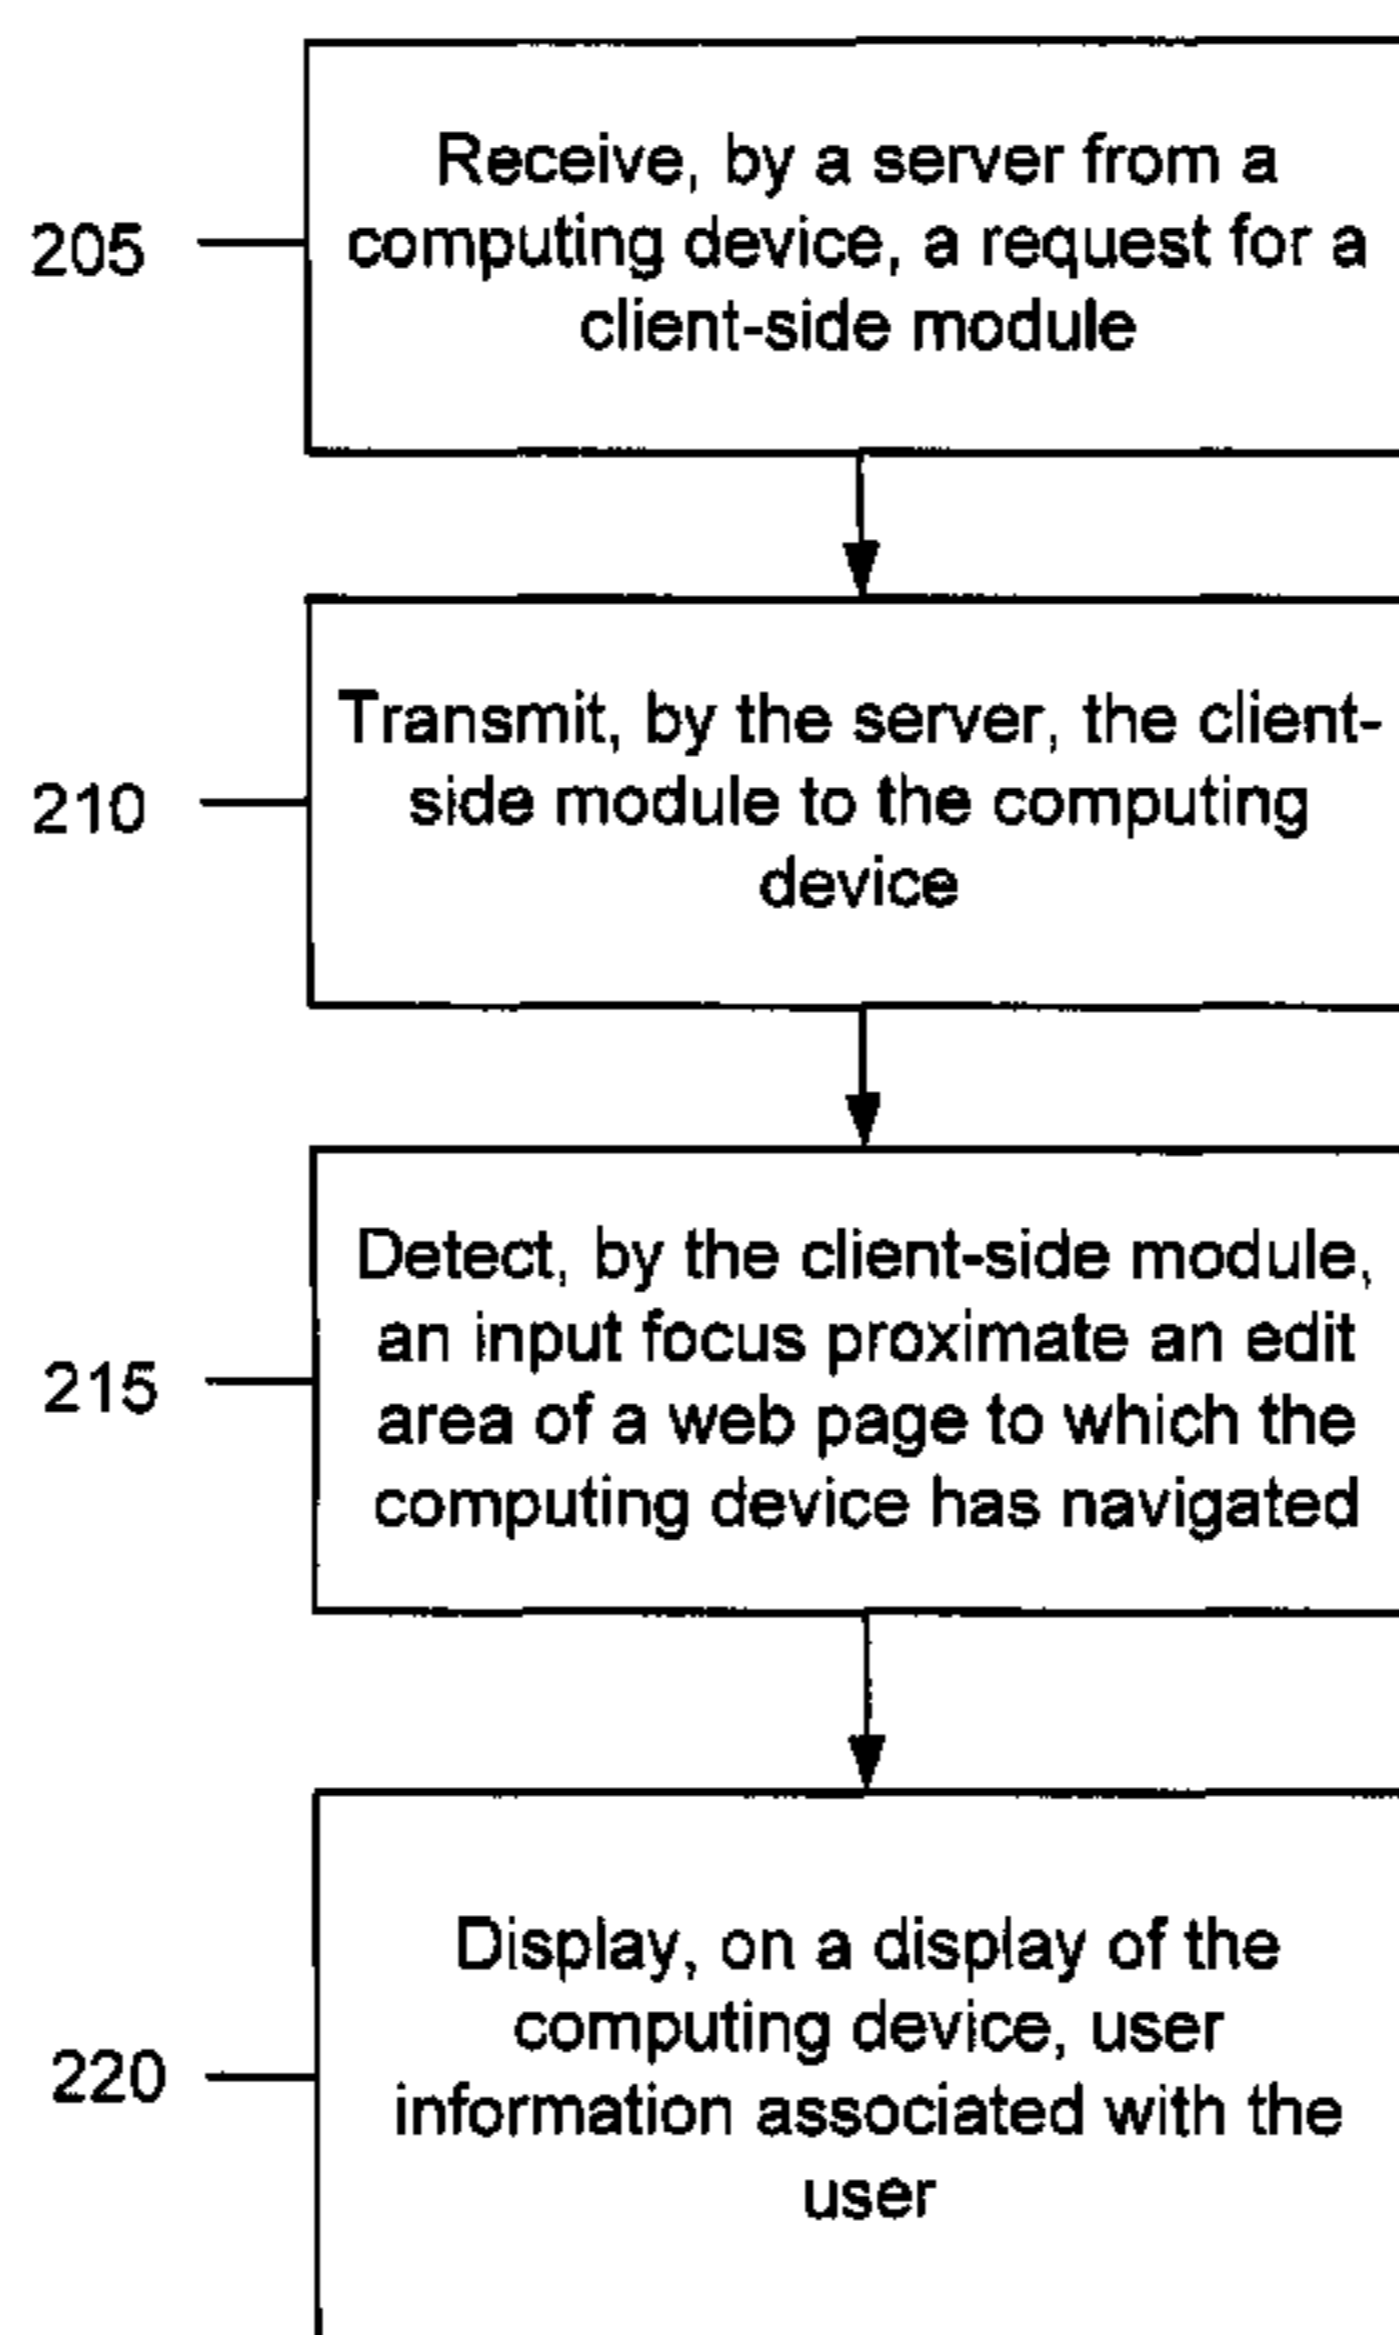 Receive, by a server from a
205
computing device, a request for a
client-side module
Transmit, by the server, the client-
210
side module to the computing
device
Detect, by the client-side module,
an input focus proximate an edit
215
area of a web page to which the
computing device has navigated
Display, on a display of the
computing device, user
220
information associated with the
user